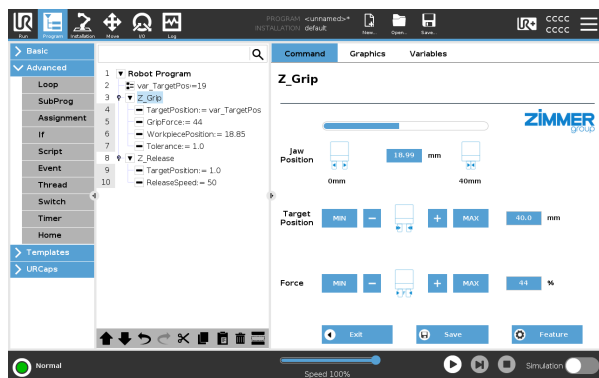 PROGRAM <unnamed>*
INSTALLATION default
Run
Program
Installation
Move
I/O
Log
New...
Open...
Save...
UR+
cccc
cccc
Basic
Advanced
Loop
SubProg
Assignment
If
Script
Event
Thread
Switch
Timer
Home
Templates
URCaps
1 Robot Program
2 var_TargetPos:=19
3 Z_Grip
4 TargetPosition:= var_TargetPos
5 GripForce:= 44
6 WorkpiecePosition:= 18.85
7 Tolerance:= 1.0
8 Z_Release
9 TargetPosition:= 1.0
10 ReleaseSpeed:= 50
Command Graphics Variables
Z_Grip
ZIMMER
group
Jaw
Position
18.99 mm
0mm 40mm
Target
Position
MIN − + MAX 40.0 mm
Force MIN − + MAX 44 %
Exit Save Feature
Normal
Speed 100%
Simulation